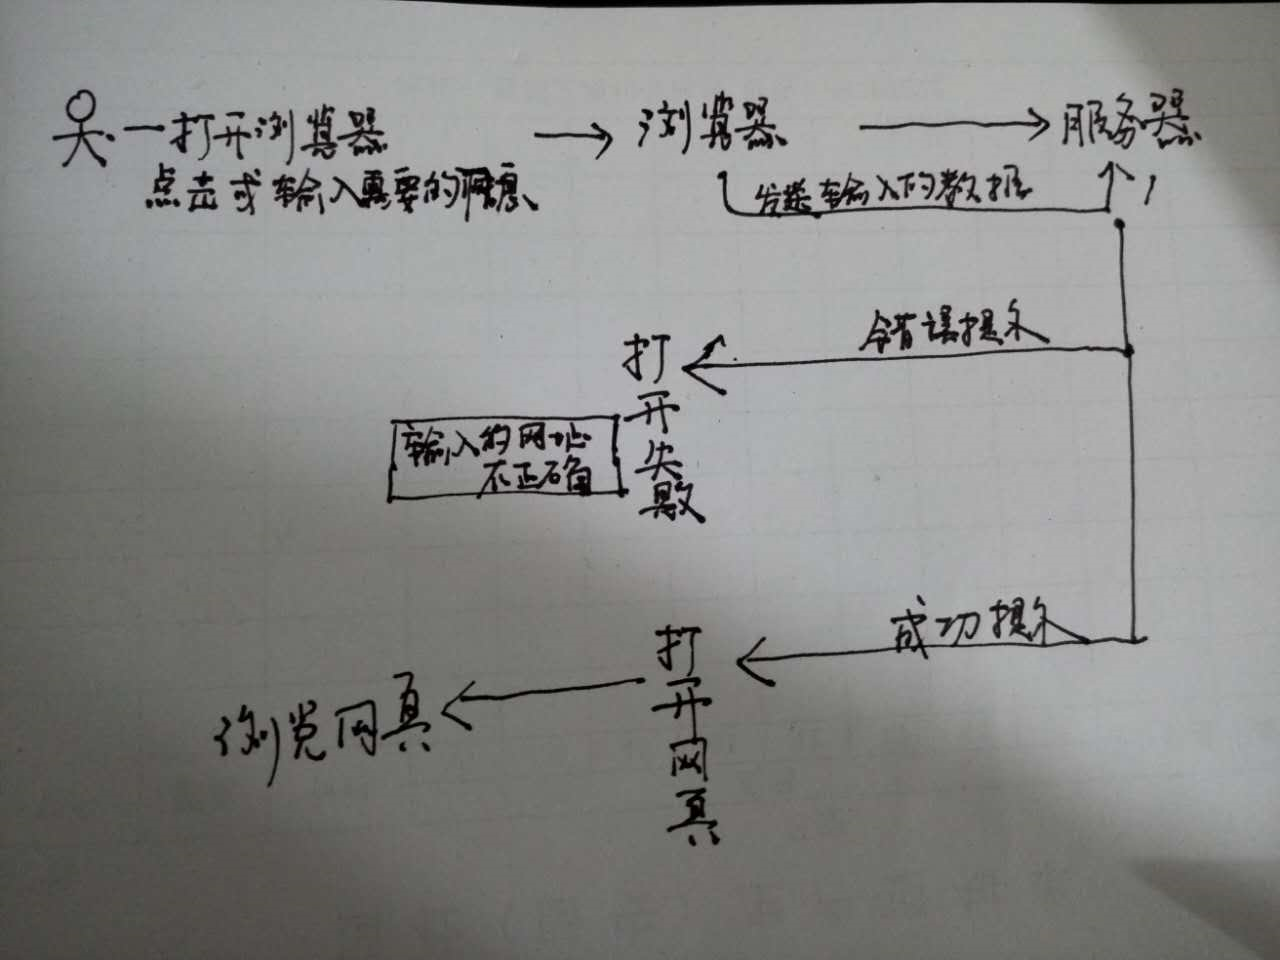 打开浏览器
浏览器
服务器
点击或输入需要的信息
发送输入的数据
错误提示
打开失败
输入的网址
不正确
成功提示
打开网页
浏览网页